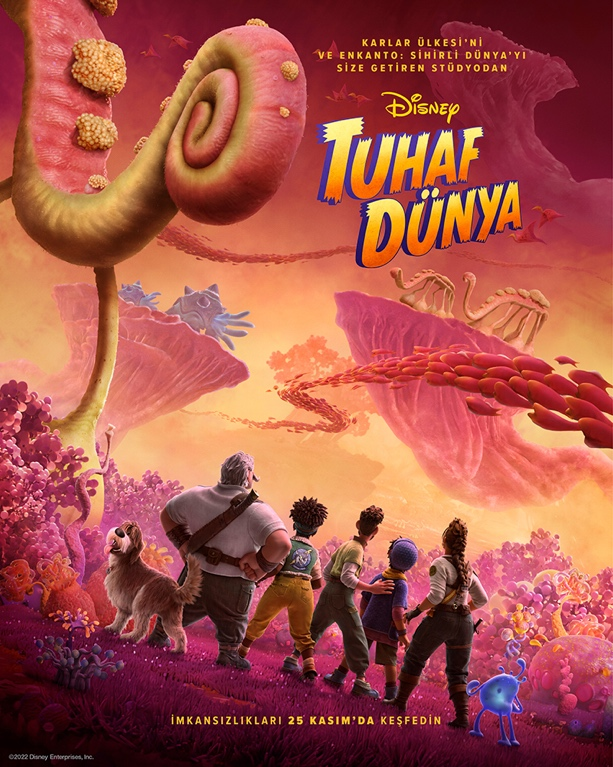 KARLAR ÜLKESİ'Nİ
VE ENKANTO: SİHİRLİ DÜNYA'YI
SİZE GETİREN STÜDYODAN
Disney
TUHAF
DÜNYA
İMKANSIZLIKLARI 25 KASIM'DA KEŞFEDİN
©2022 Disney Enterprises, Inc.